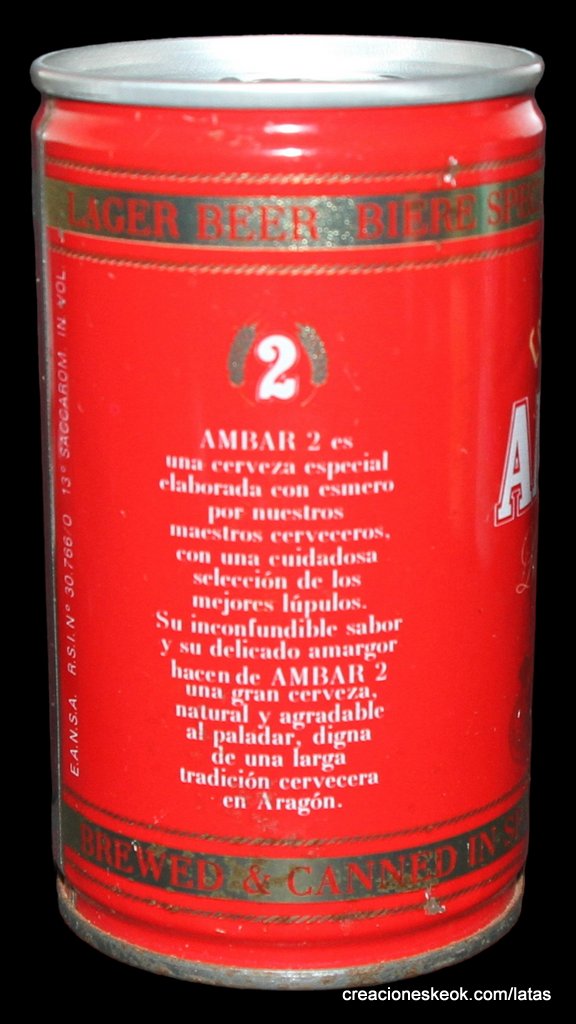 LAGER BEER BIERE
2
AMBAR 2 es
una cerveza especial
elaborada con esmero
por nuestros
maestros cerveceros,
con una cuidadosa
selección de los
mejores lúpulos.
Su inconfundible sabor
y su delicado amargor
hacen de AMBAR 2
una gran cerveza,
natural y agradable
al paladar, digna
de una larga
tradición cervecera
en Aragón.
E.A.N.S.A. R.S.I. Nº 30.766/O 13º SACCAROM. IN VOL.
BREWED & CANNED IN
creacioneskeok.com/latas